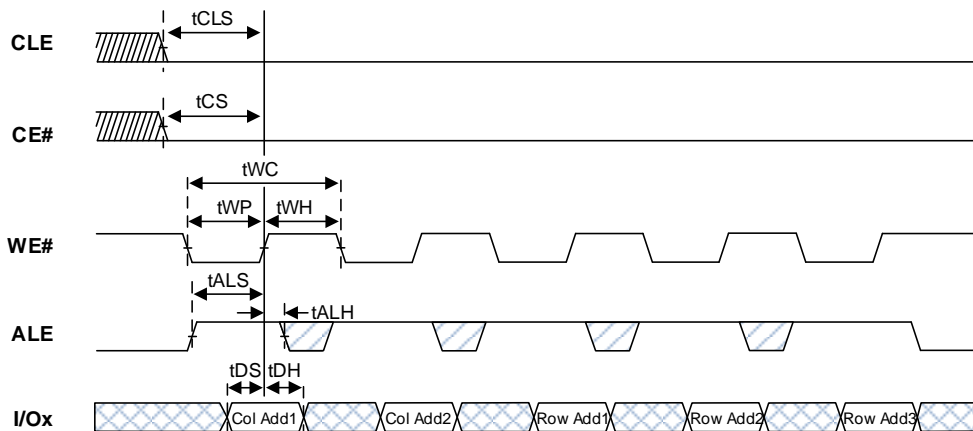 tCLS
CLE
tCS
CE#
tWC
tWP
tWH
WE#
tALS
tALH
ALE
tDS
tDH
I/Ox
Col Add1
Col Add2
Row Add1
Row Add2
Row Add3